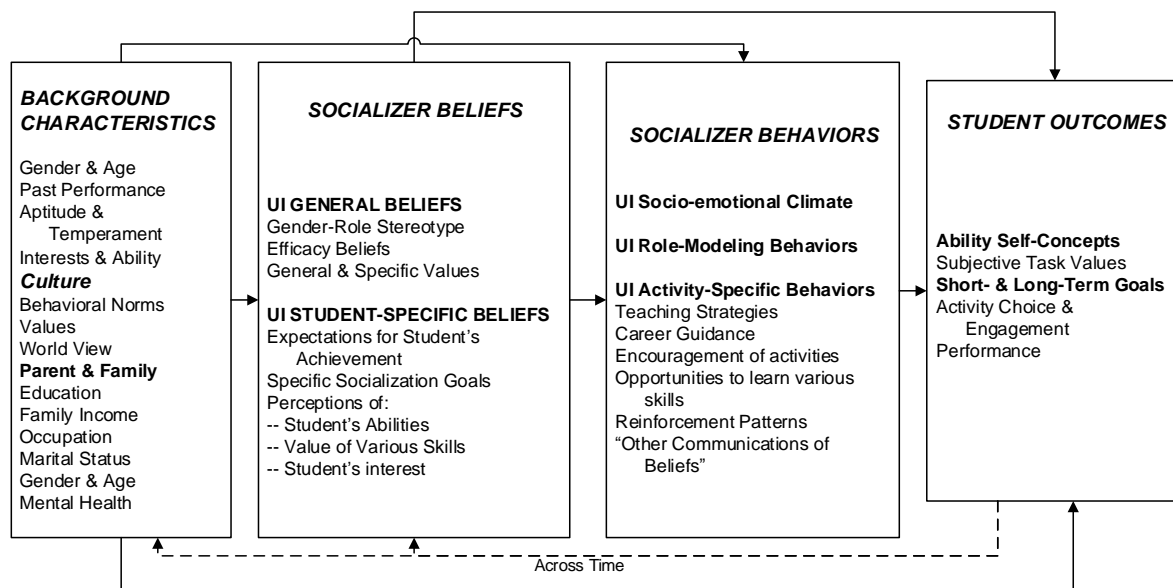 BACKGROUND
CHARACTERISTICS
Gender & Age
Past Performance
Aptitude &
Temperament
Interests & Ability
Culture
Behavioral Norms
Values
World View
Parent & Family
Education
Family Income
Occupation
Marital Status
Gender & Age
Mental Health
SOCIALIZER BELIEFS
UI GENERAL BELIEFS
Gender-Role Stereotype
Efficacy Beliefs
General & Specific Values
UI STUDENT-SPECIFIC BELIEFS
Expectations for Student’s
Achievement
Specific Socialization Goals
Perceptions of:
-- Student’s Abilities
-- Value of Various Skills
-- Student’s interest
SOCIALIZER BEHAVIORS
UI Socio-emotional Climate
UI Role-Modeling Behaviors
UI Activity-Specific Behaviors
Teaching Strategies
Career Guidance
Encouragement of activities
Opportunities to learn various
skills
Reinforcement Patterns
“Other Communications of
Beliefs”
STUDENT OUTCOMES
Ability Self-Concepts
Subjective Task Values
Short- & Long-Term Goals
Activity Choice &
Engagement
Performance
Across Time